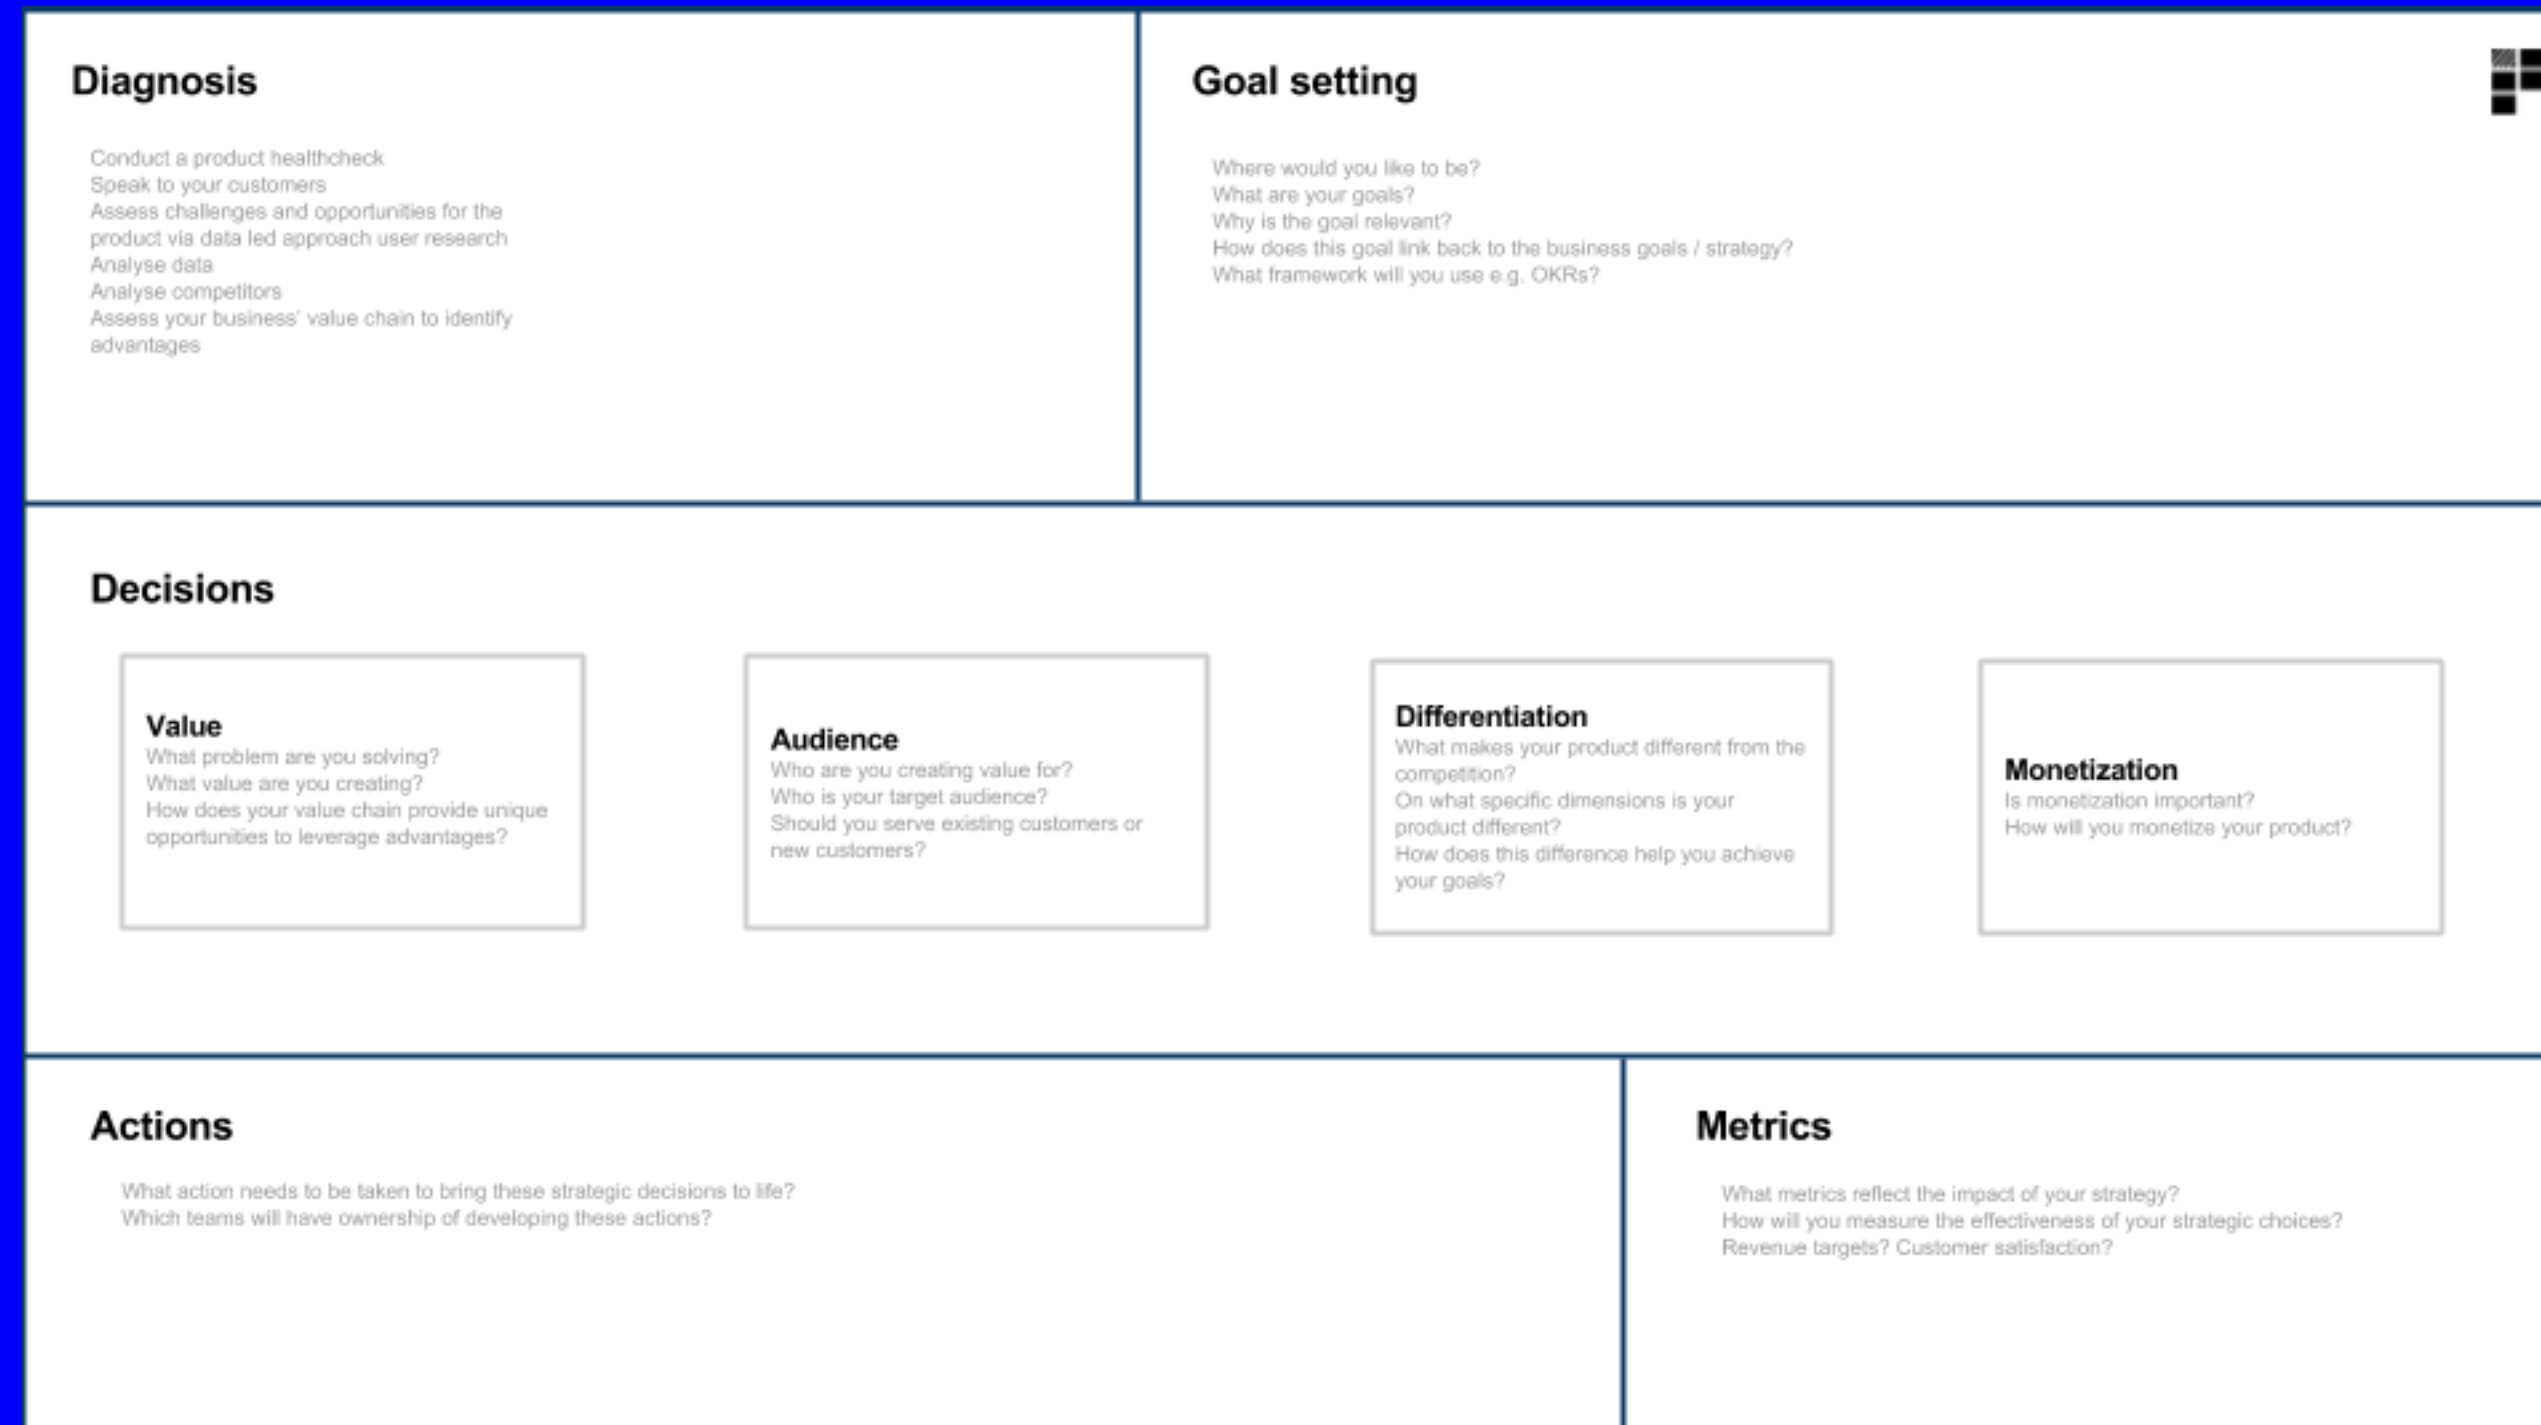 Diagnosis
Conduct a product healthcheck
Speak to your customers
Assess challenges and opportunities for the
product via data led approach user research
Analyse data
Analyse competitors
Assess your business' value chain to identify
advantages
Goal setting
Where would you like to be?
What are your goals?
Why is the goal relevant?
How does this goal link back to the business goals / strategy?
What framework will you use e.g. OKRs?
Decisions
Value
What problem are you solving?
What value are you creating?
How does your value chain provide unique
opportunities to leverage advantages?
Audience
Who are you creating value for?
Who is your target audience?
Should you serve existing customers or
new customers?
Differentiation
What makes your product different from the
competition?
On what specific dimensions is your
product different?
How does this difference help you achieve
your goals?
Monetization
Is monetization important?
How will you monetize your product?
Actions
What action needs to be taken to bring these strategic decisions to life?
Which teams will have ownership of developing these actions?
Metrics
What metrics reflect the impact of your strategy?
How will you measure the effectiveness of your strategic choices?
Revenue targets? Customer satisfaction?